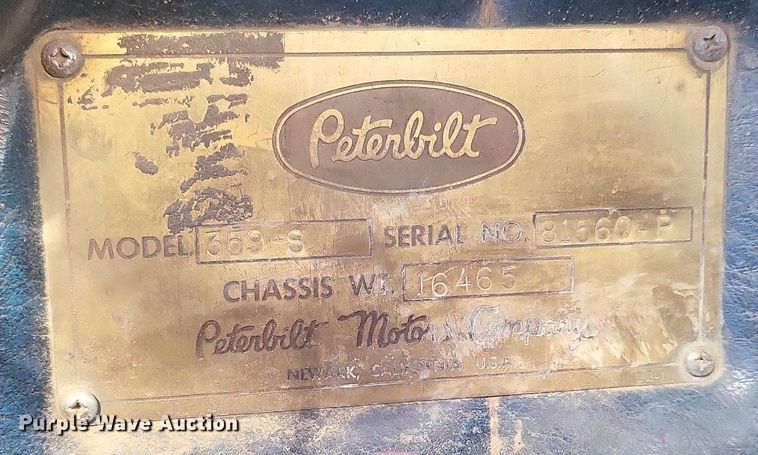 Peterbilt
MODEL 359-S SERIAL NO. 81560-P
CHASSIS WT. 16465
Peterbilt Motors Company
NEWARK, CALIFORNIA U.S.A.
Purple Wave Auction